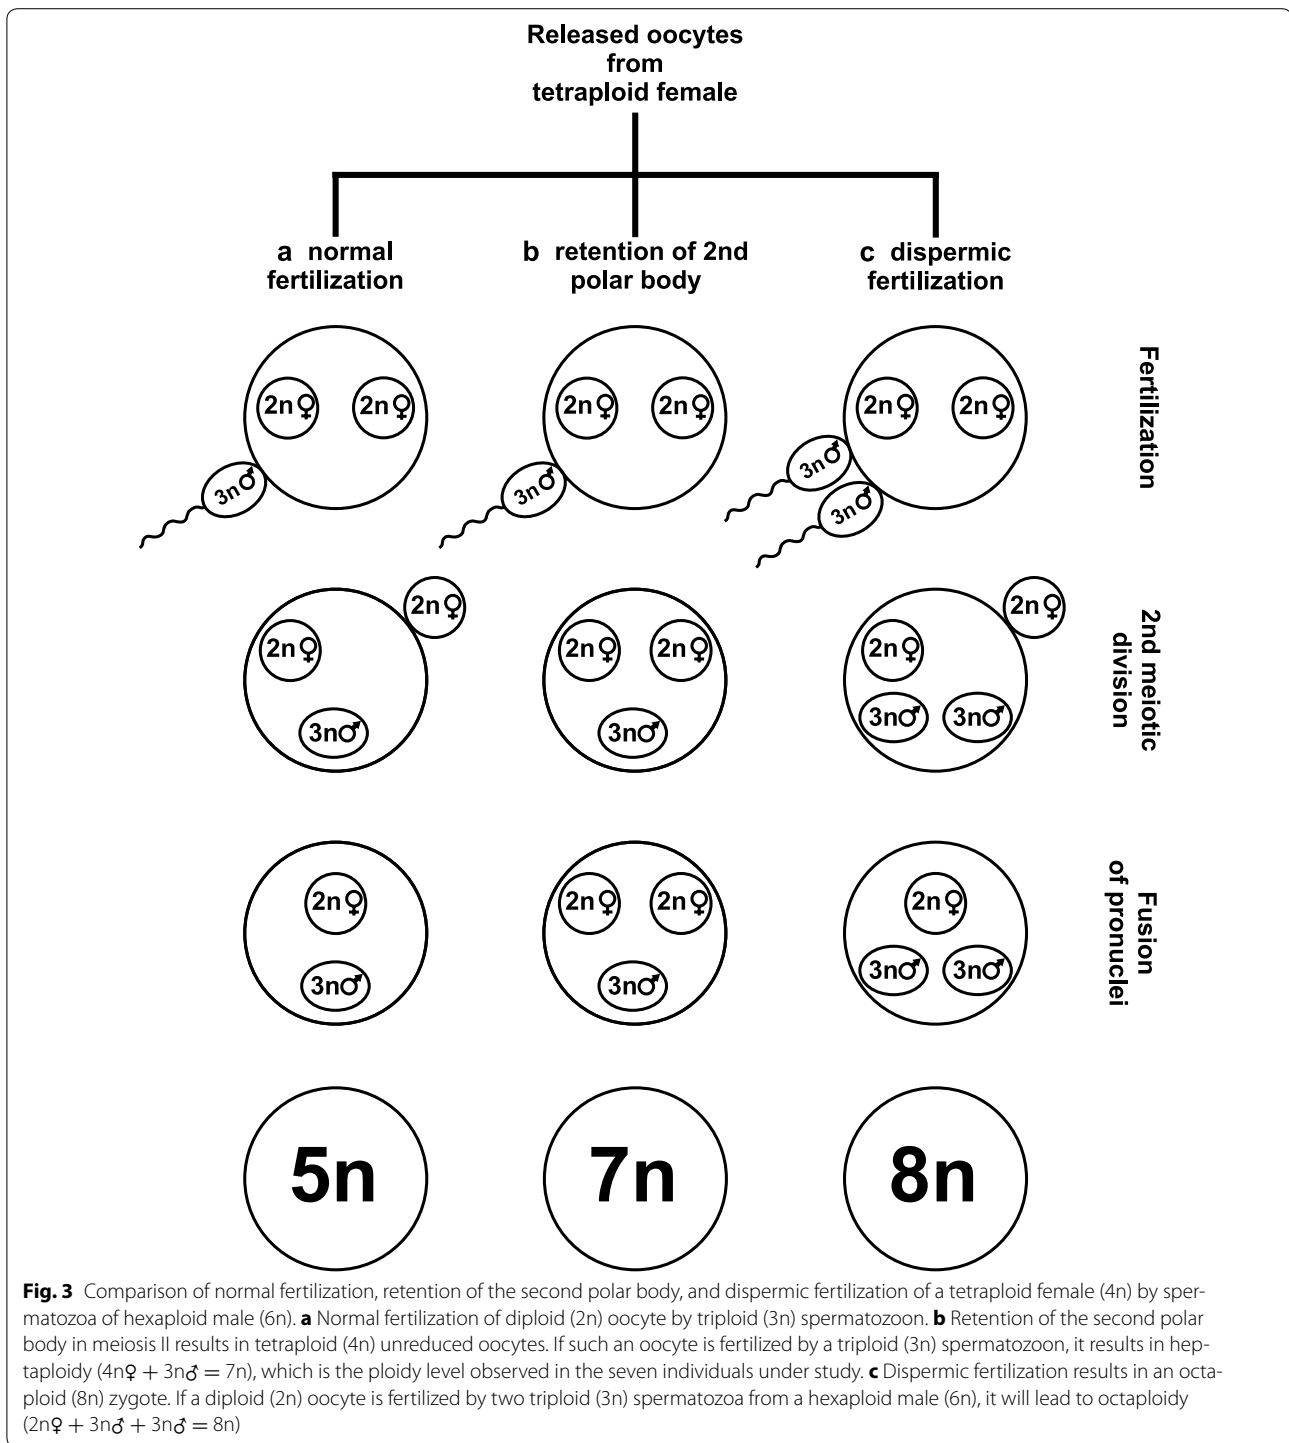 Released oocytes
from
tetraploid female
a normal
fertilization
b retention of 2nd
polar body
c dispermic
fertilization
2n♀ 2n♀
3n♂
2n♀ 2n♀
3n♂
2n♀ 2n♀
3n♂
3n♂
Fertilization
2n♀
2n♀
3n♂
2n♀ 2n♀
3n♂
2n♀
2n♀
3n♂ 3n♂
2nd meiotic
division
2n♀
3n♂
2n♀ 2n♀
3n♂
2n♀
3n♂ 3n♂
Fusion
of pronuclei
5n
7n
8n
Fig. 3 Comparison of normal fertilization, retention of the second polar body, and dispermic fertilization of a tetraploid female (4n) by sper-
matozoa of hexaploid male (6n). a Normal fertilization of diploid (2n) oocyte by triploid (3n) spermatozoon. b Retention of the second polar
body in meiosis II results in tetraploid (4n) unreduced oocytes. If such an oocyte is fertilized by a triploid (3n) spermatozoon, it results in hep-
taploidy (4n♀ + 3n♂ = 7n), which is the ploidy level observed in the seven individuals under study. c Dispermic fertilization results in an octa-
ploid (8n) zygote. If a diploid (2n) oocyte is fertilized by two triploid (3n) spermatozoa from a hexaploid male (6n), it will lead to octaploidy
(2n♀ + 3n♂ + 3n♂ = 8n)